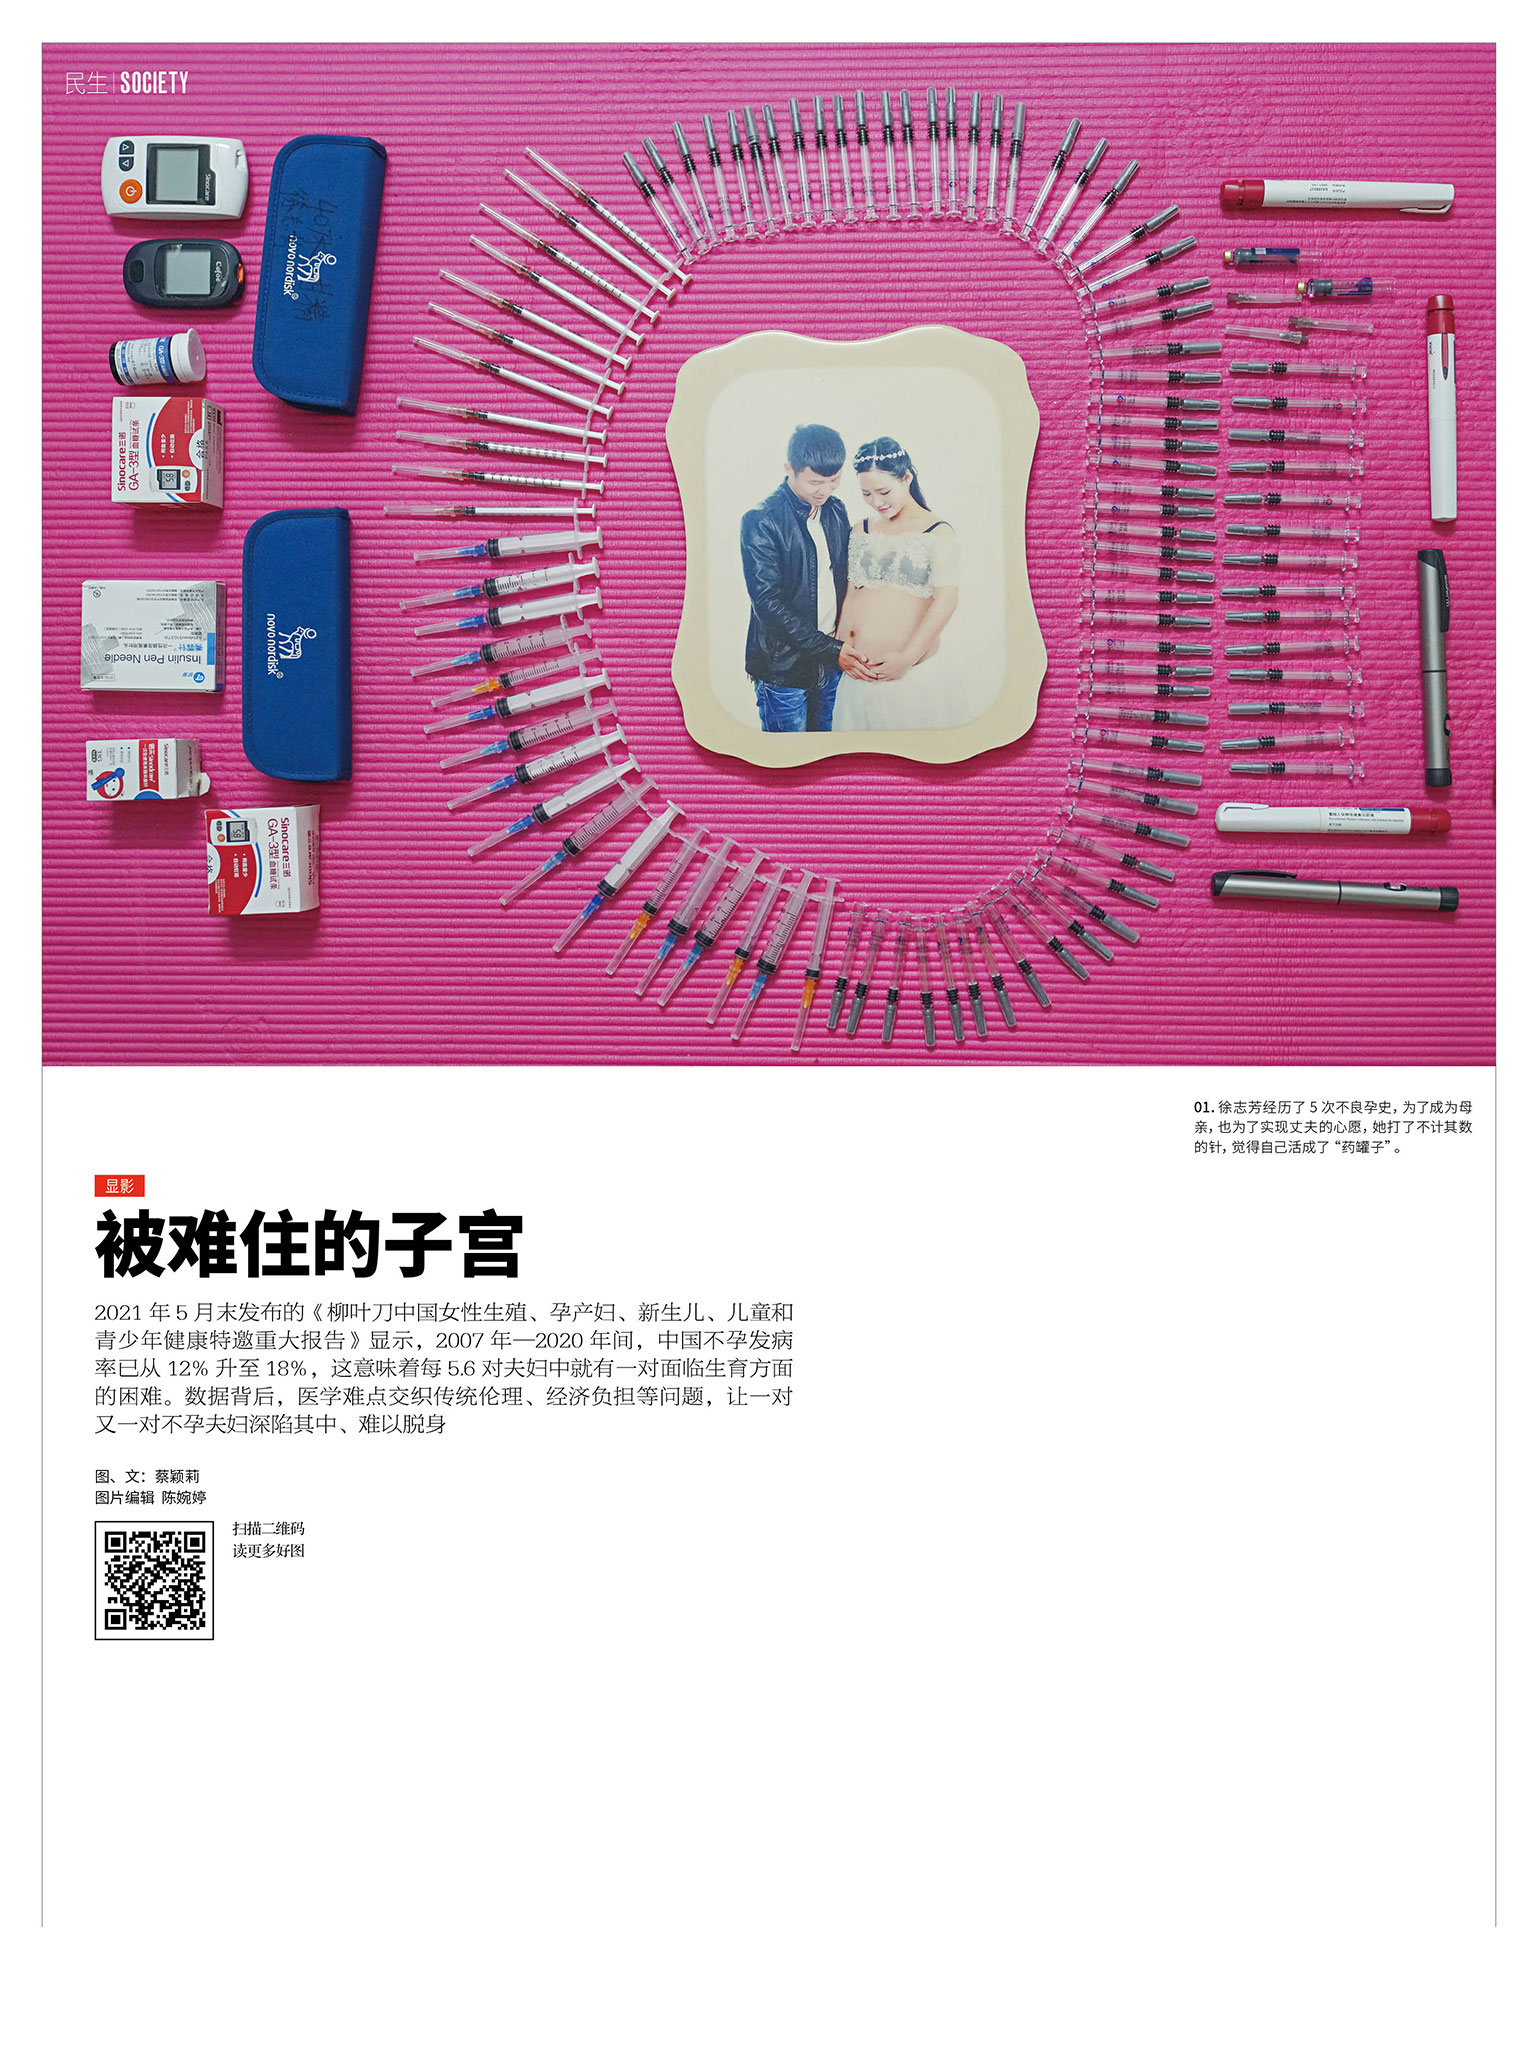 民生 | SOCIETY
Sinocare
Cofoe
novo nordisk
Sinocare三诺
GA-3型 血糖试条
Insulin Pen Needle
novo nordisk
Sinocare三诺
GA-3型 血糖试条
01. 徐志芳经历了 5 次不良孕史，为了成为母
亲，也为了实现丈夫的心愿，她打了不计其数
的针，觉得自己活成了“药罐子”。
显影
被难住的子宫
2021 年 5 月末发布的《柳叶刀中国女性生殖、孕产妇、新生儿、儿童和
青少年健康特邀重大报告》显示，2007 年—2020 年间，中国不孕发病
率已从 12% 升至 18%，这意味着每 5.6 对夫妇中就有一对面临生育方面
的困难。数据背后，医学难点交织传统伦理、经济负担等问题，让一对
又一对不孕夫妇深陷其中、难以脱身
图、文：蔡颖莉
图片编辑 陈婉婷
扫描二维码
读更多好图